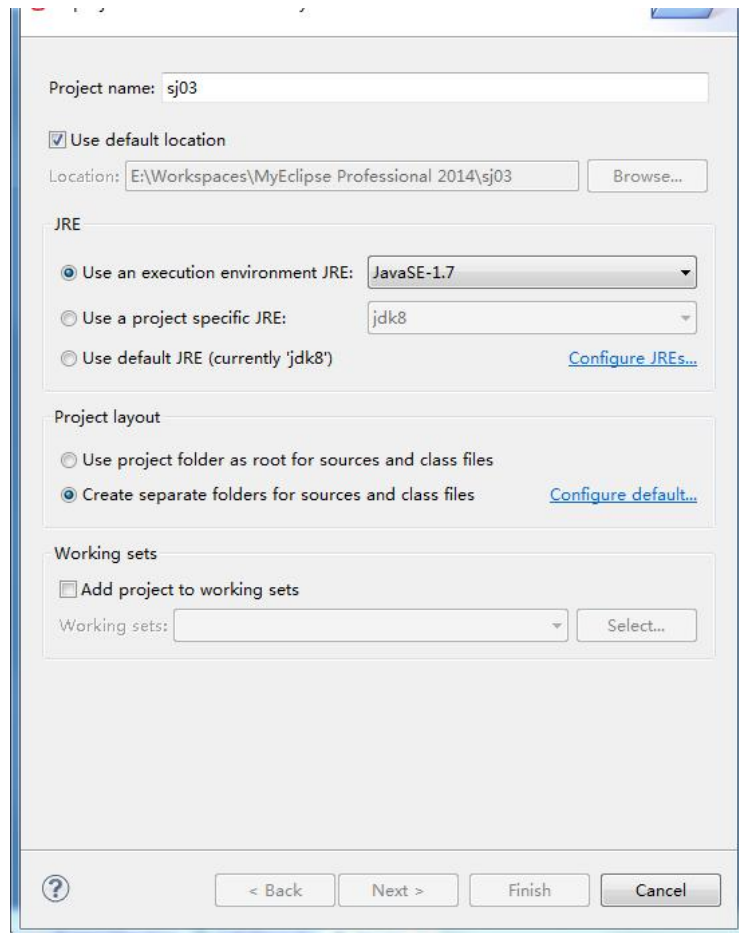 Project name: sj03
Use default location
Location: E:\Workspaces\MyEclipse Professional 2014\sj03 Browse...
JRE
Use an execution environment JRE: JavaSE-1.7
Use a project specific JRE: jdk8
Use default JRE (currently 'jdk8') Configure JREs...
Project layout
Use project folder as root for sources and class files
Create separate folders for sources and class files Configure default...
Working sets
Add project to working sets
Working sets: Select...
? < Back Next > Finish Cancel